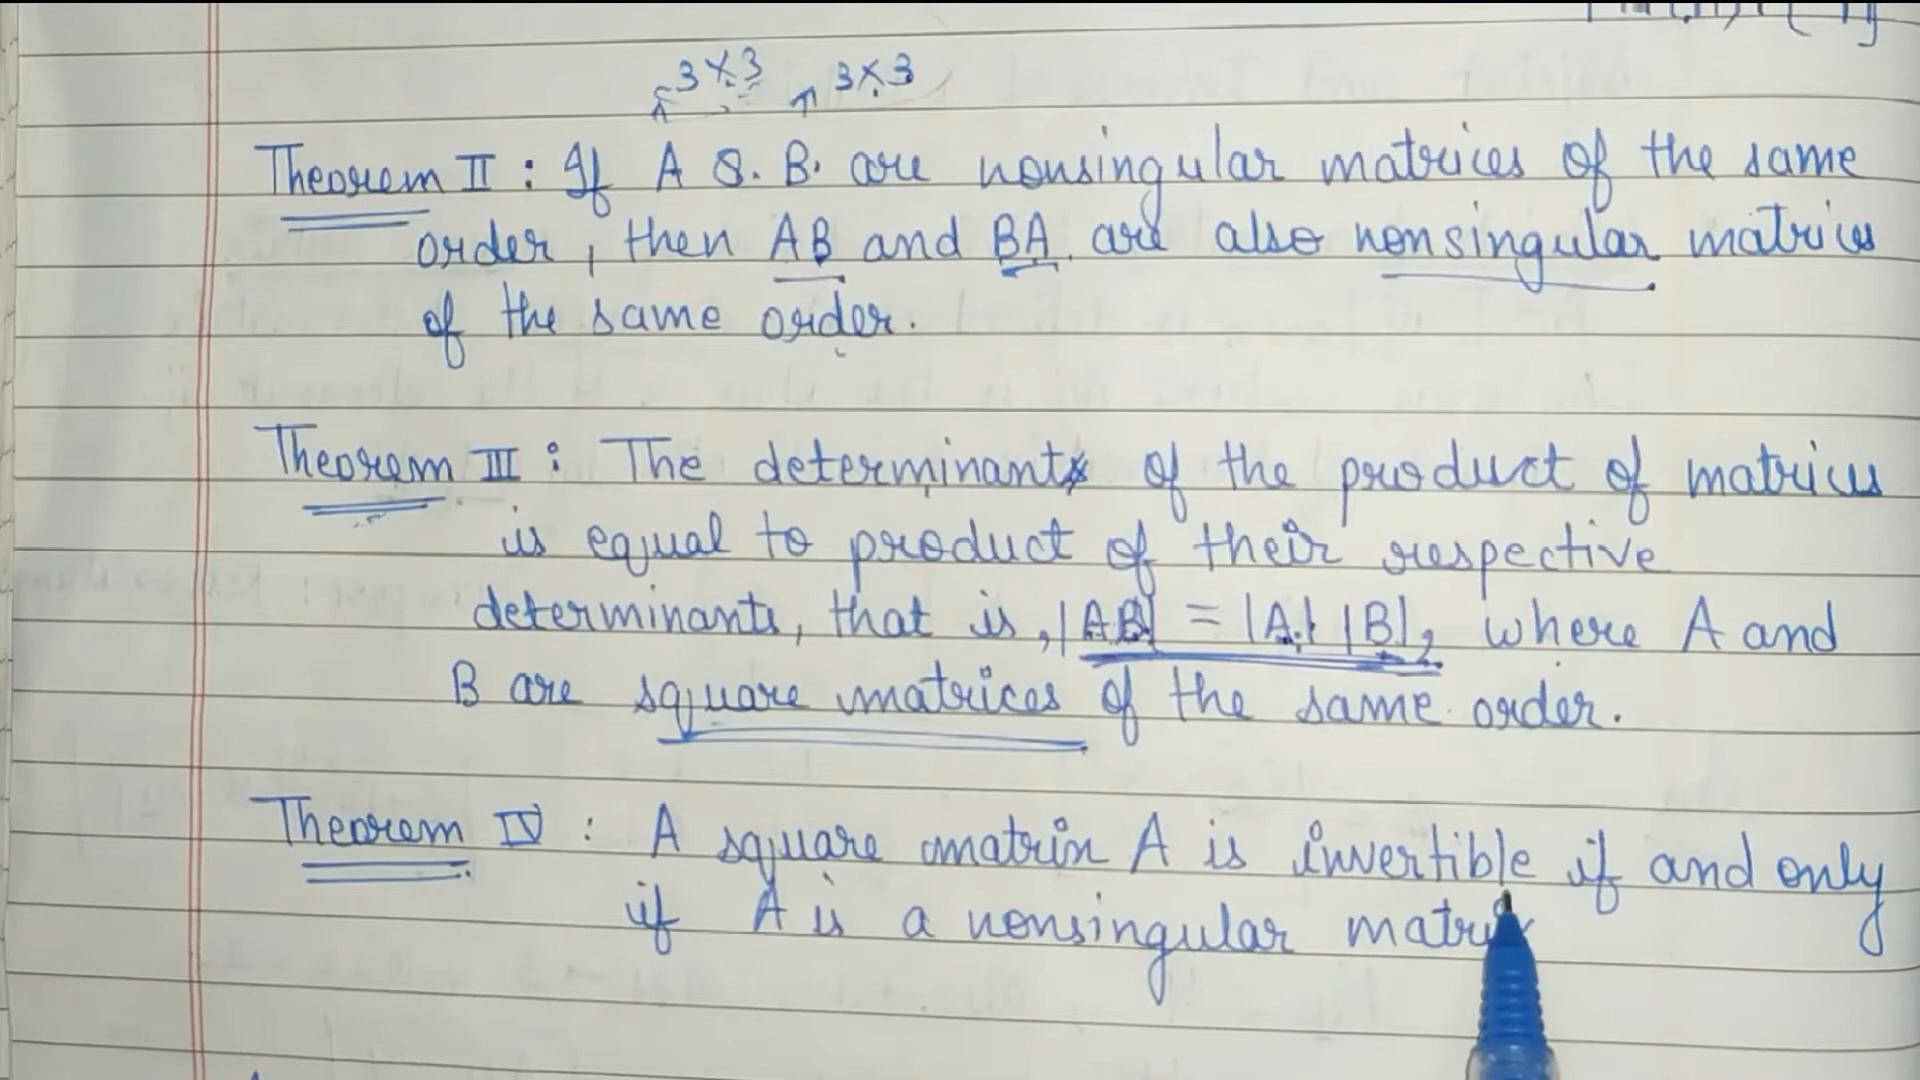 3×3 3×3
Theorem II : If A & B are nonsingular matrices of the same
order, then AB and BA are also nonsingular matrices
of the same order.
Theorem III : The determinant of the product of matrices
is equal to product of their respective
determinants, that is, |AB| = |A| |B|, where A and
B are square matrices of the same order.
Theorem IV : A square matrix A is invertible if and only
if A is a nonsingular matrix